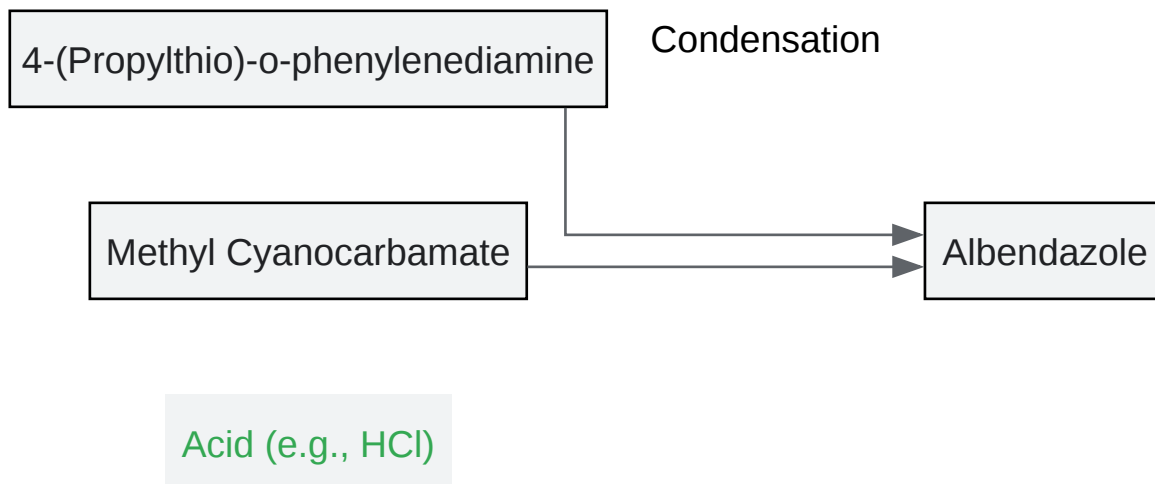 4-(Propylthio)-o-phenylenediamine
Condensation
Methyl Cyanocarbamate
Albendazole
Acid (e.g., HCl)